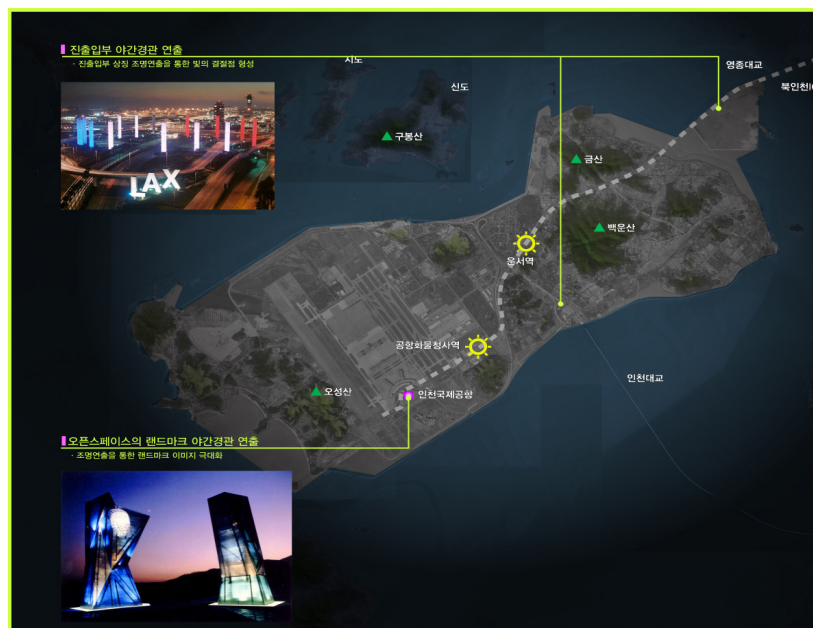 진출입부 야간경관 연출
· 진출입부 상징 조명연출을 통한 빛의 결절점 형성
시도
신도
영종대교
구봉산
금산
LAX
백운산
운서역
공항화물청사역
인천대교
오성산
인천국제공항
오픈스페이스의 랜드마크 야간경관 연출
· 조명연출을 통한 랜드마크 이미지 극대화